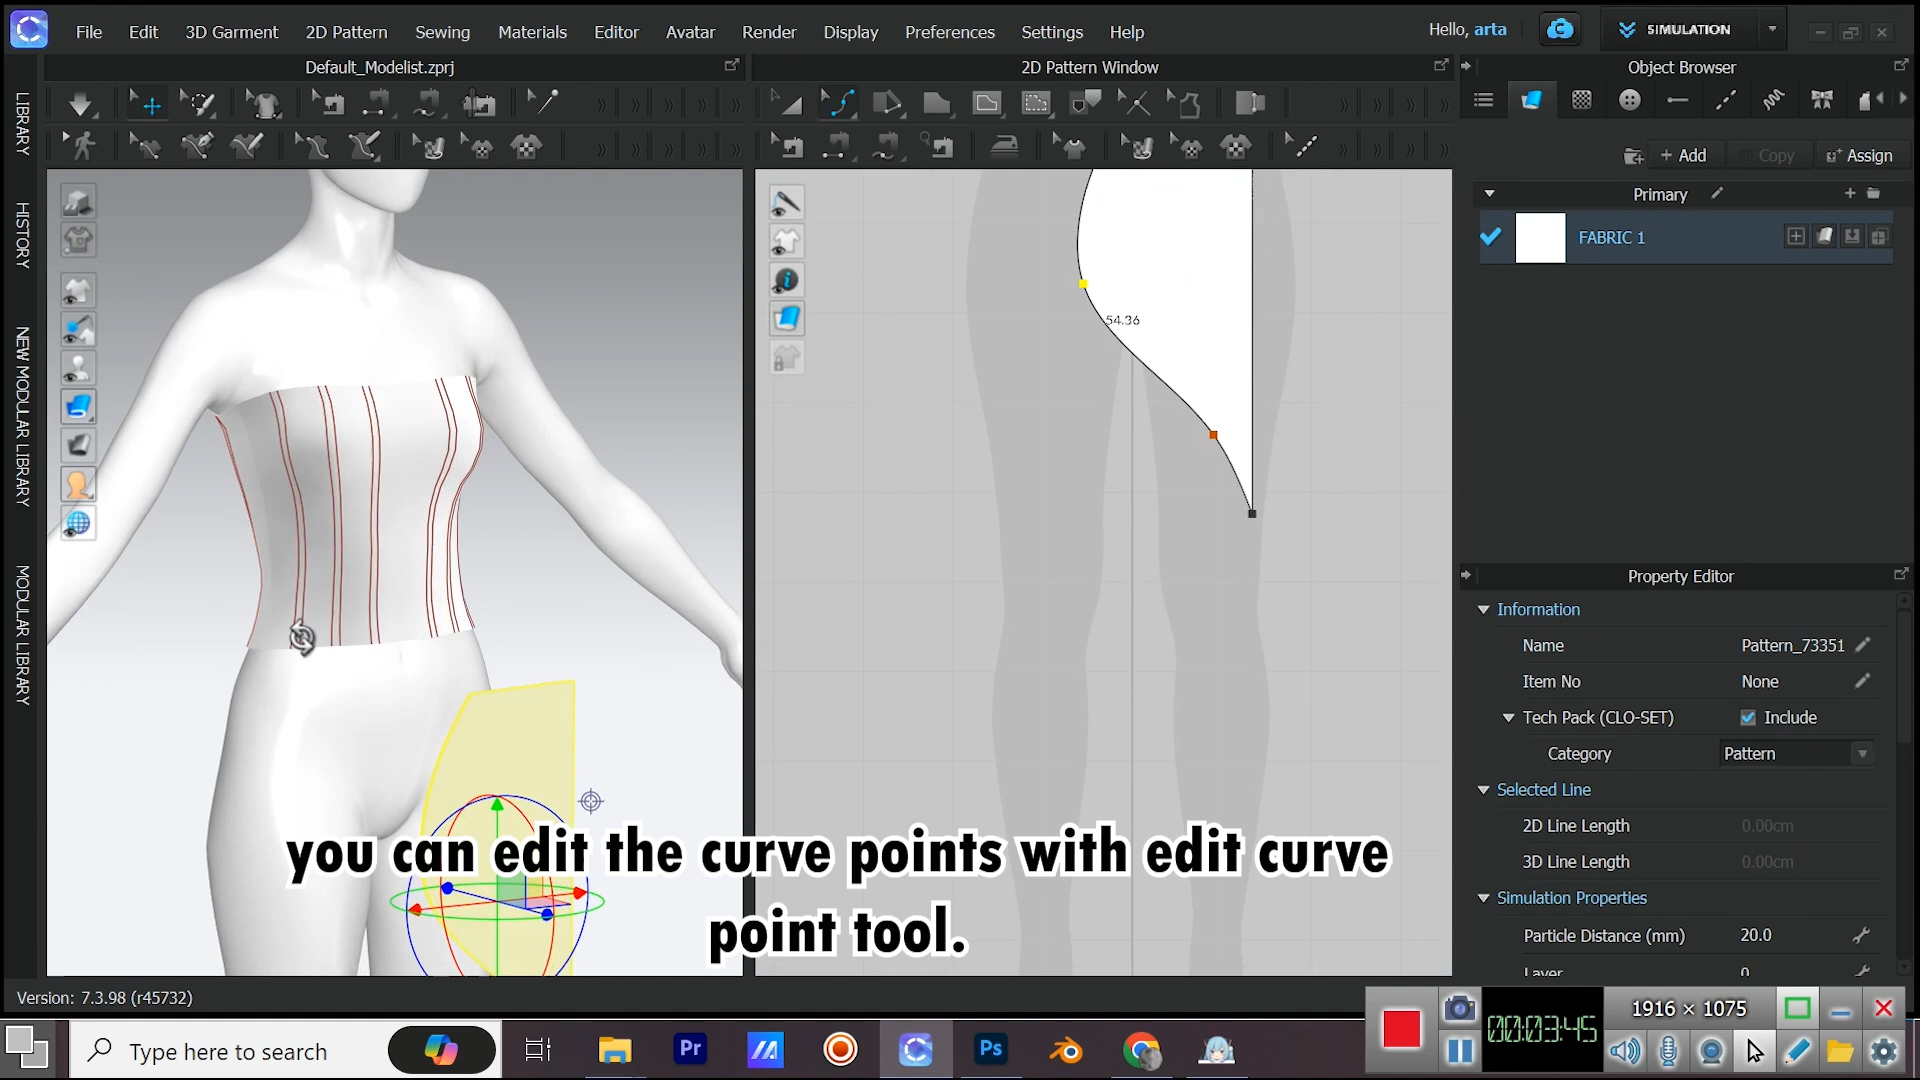 File Edit 3D Garment 2D Pattern Sewing Materials Editor Avatar Render Display Preferences Settings Help
Hello, arta
SIMULATION
Default_Modelist.zprj
2D Pattern Window
Object Browser
LIBRARY
HISTORY
NEW MODULAR LIBRARY
MODULAR LIBRARY
+ Add
Copy
Assign
Primary
FABRIC 1
54.36
Property Editor
Information
Name Pattern_73351
Item No None
Tech Pack (CLO-SET) Include
Category Pattern
Selected Line
2D Line Length 0.00cm
3D Line Length 0.00cm
Simulation Properties
Particle Distance (mm) 20.0
Layer 0
you can edit the curve points with edit curve
point tool.
Version: 7.3.98 (r45732)
00:03:45
1916 × 1075
Type here to search
Pr
Ps